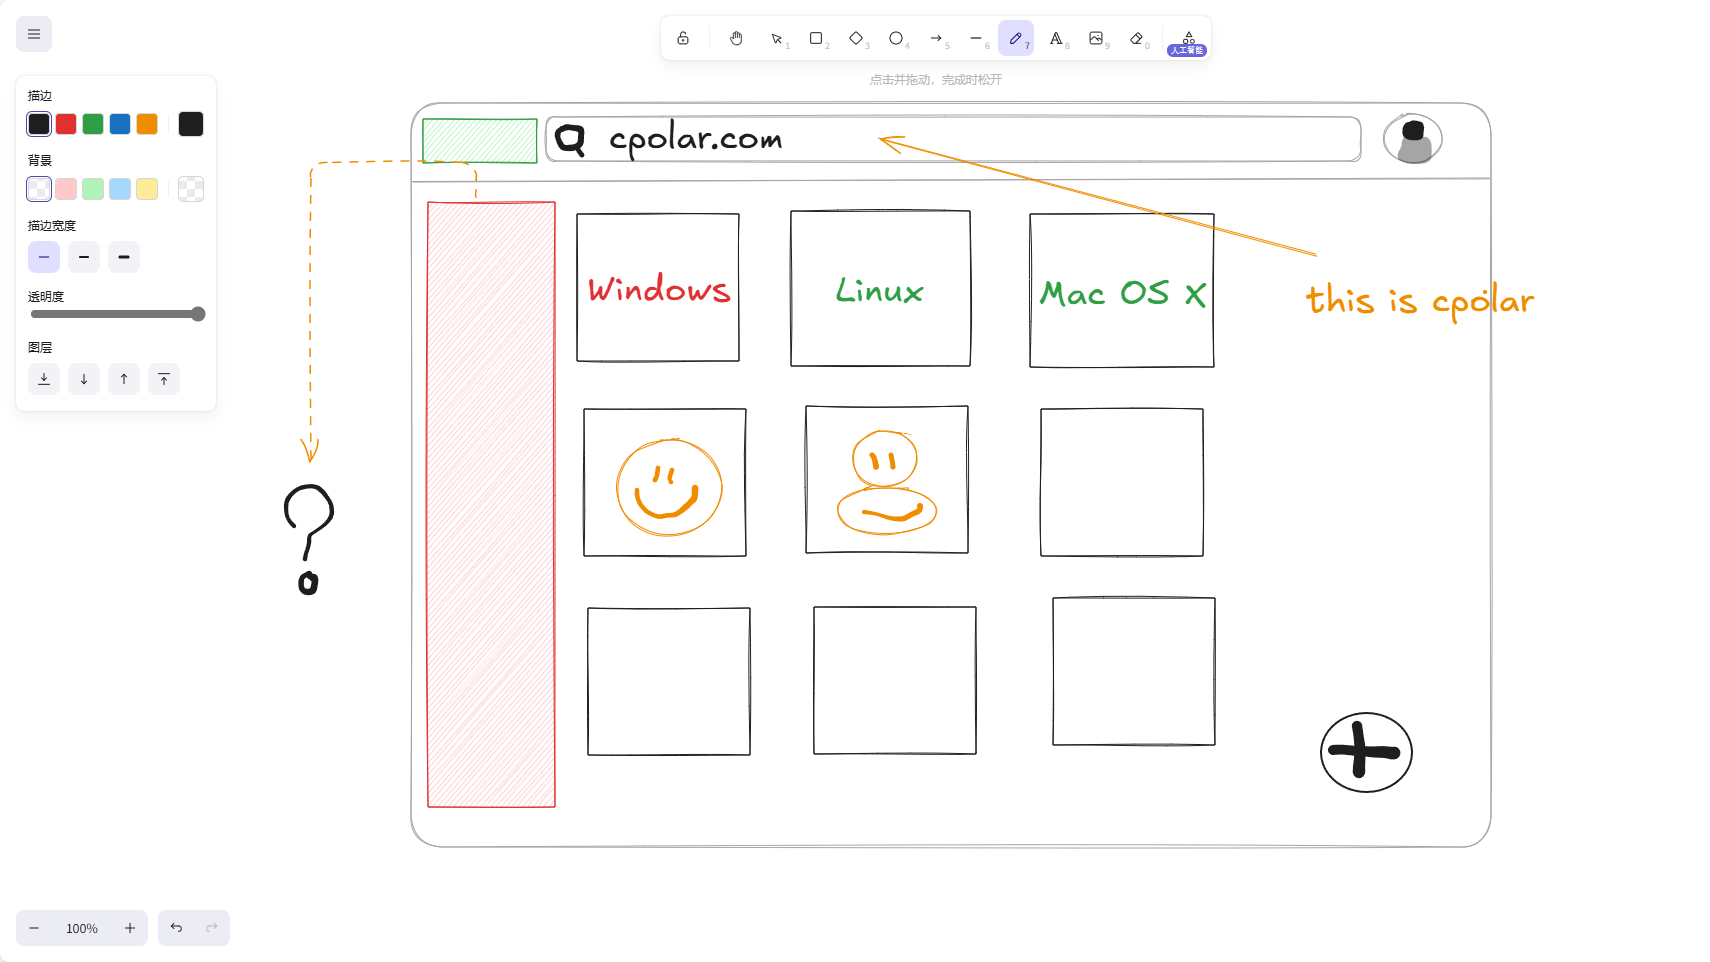 1
2
3
4
5
6
7
8
9
0
人工智能
点击并拖动，完成时松开
描边
背景
描边宽度
透明度
图层
cpolar.com
Windows
Linux
Mac OS X
this is cpolar
?
100%